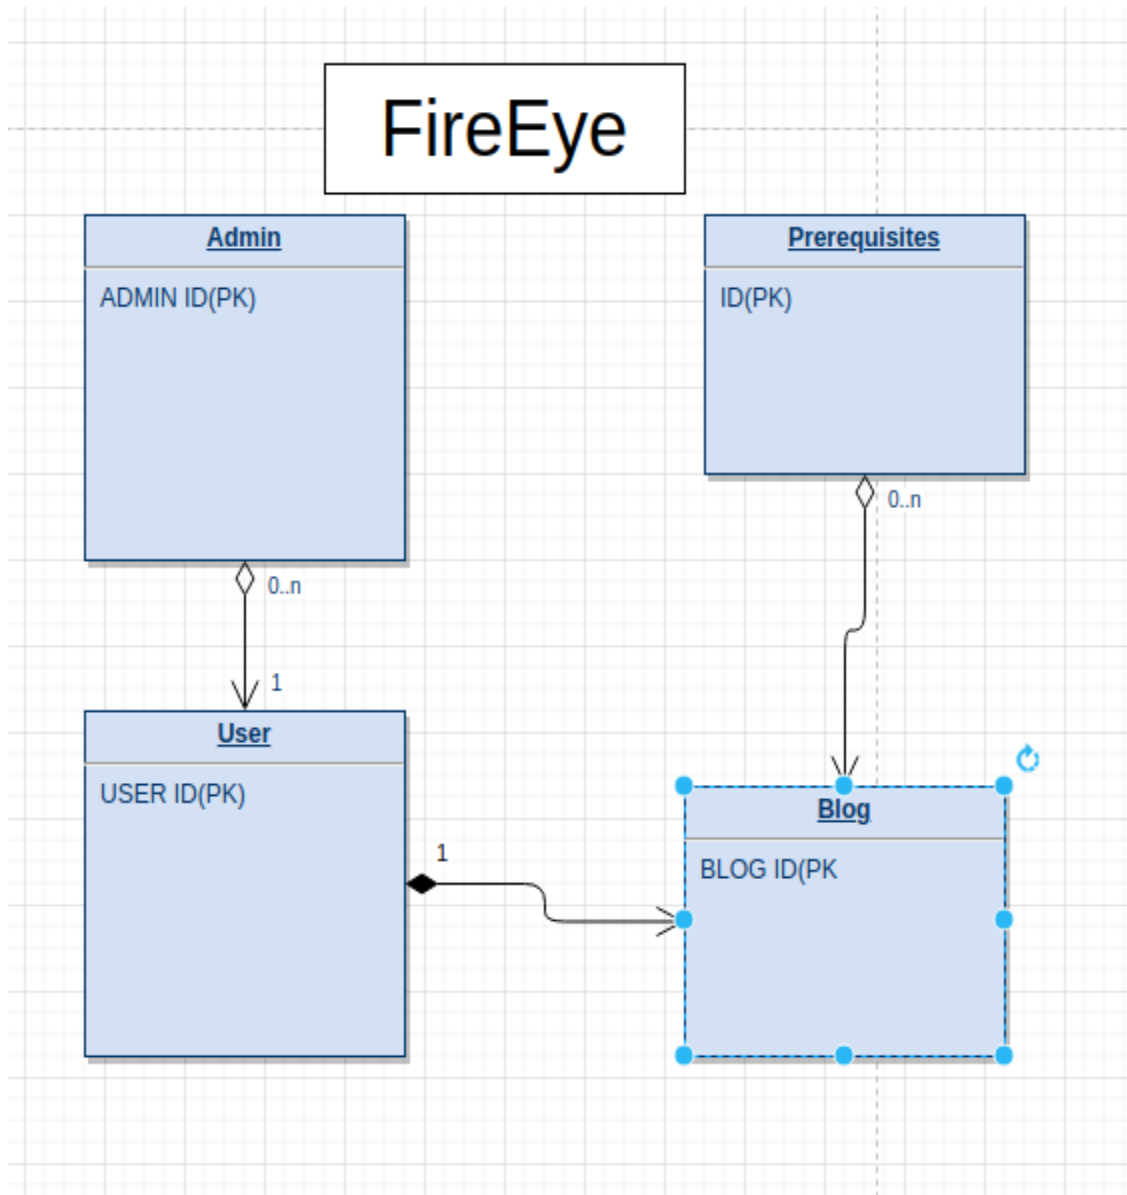 FireEye
Admin
ADMIN ID(PK)
Prerequisites
ID(PK)
0..n
0..n
1
User
USER ID(PK)
1
Blog
BLOG ID(PK